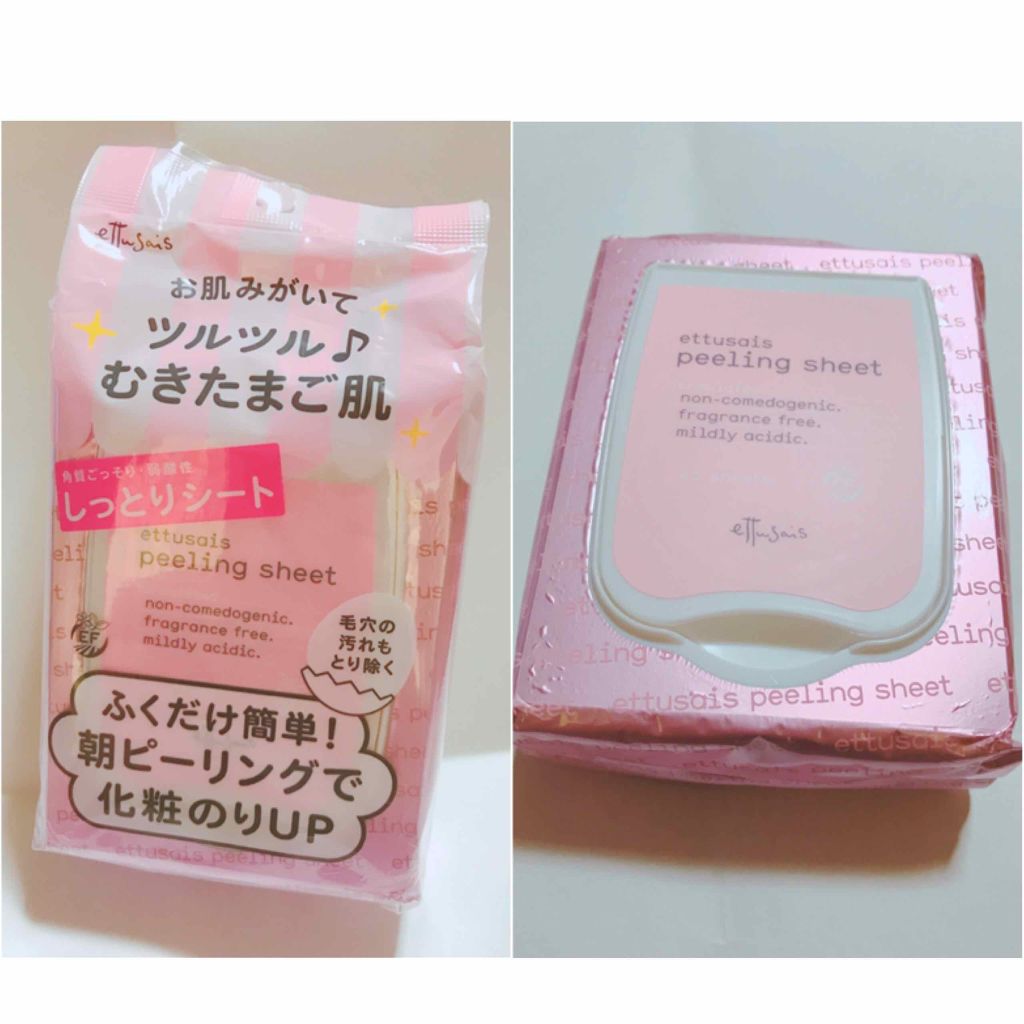 ettusais
お肌みがいて
ツルツル♪
むきたまご肌
角質ごっそり・弱酸性
しっとりシート
ettusais
peeling sheet
non-comedogenic.
fragrance free.
mildly acidic.
EF
毛穴の
汚れも
とり除く
ふくだけ簡単!
朝ピーリングで
化粧のりUP
ettusais peeling sheet
sheet ettusais peel
ettusais
peeling sheet
non-comedogenic.
fragrance free.
mildly acidic.
ettusais
eling
eling
ettusais peeling sheet
ettusais